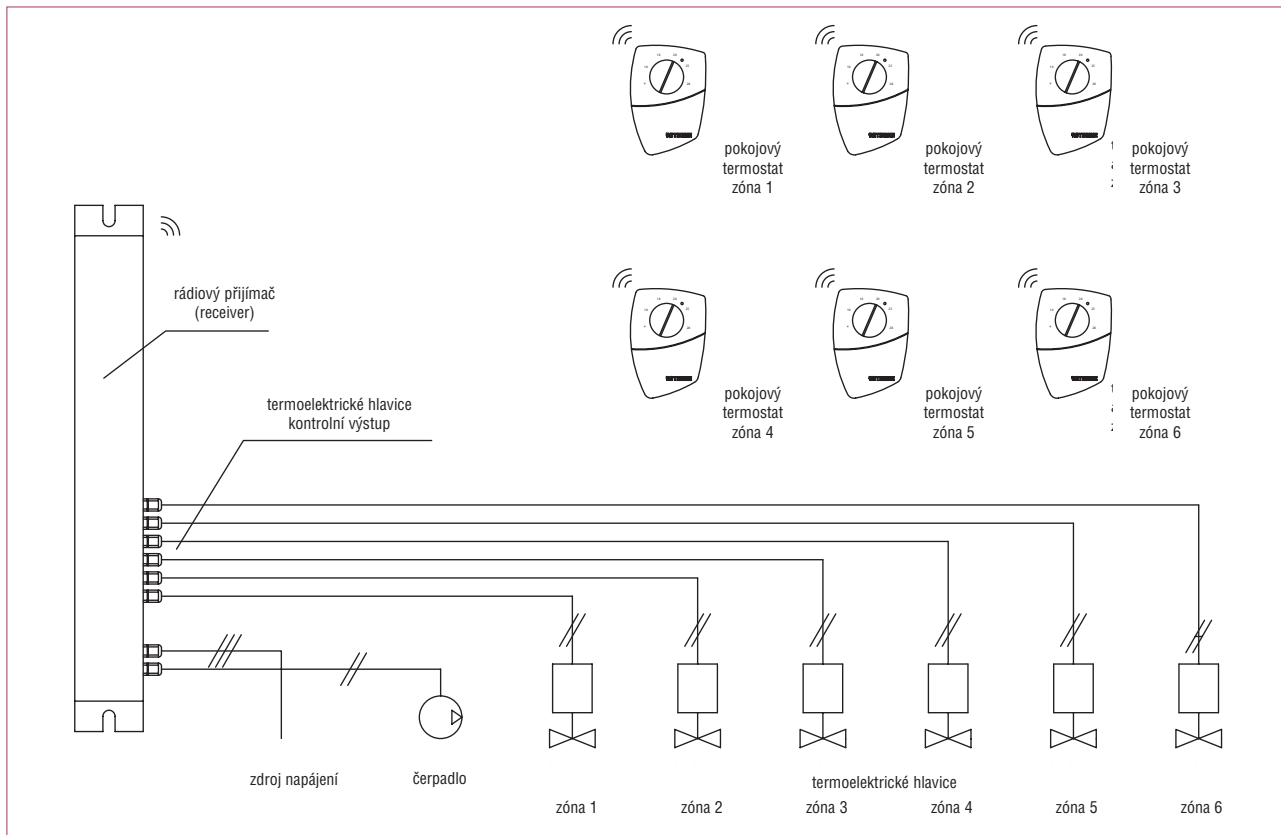 pokojový
termostat
zóna 1
pokojový
termostat
zóna 2
pokojový
termostat
zóna 3
rádiový přijímač
(receiver)
pokojový
termostat
zóna 4
pokojový
termostat
zóna 5
pokojový
termostat
zóna 6
termoelektrické hlavice
kontrolní výstup
zdroj napájení
čerpadlo
termoelektrické hlavice
zóna 1
zóna 2
zóna 3
zóna 4
zóna 5
zóna 6